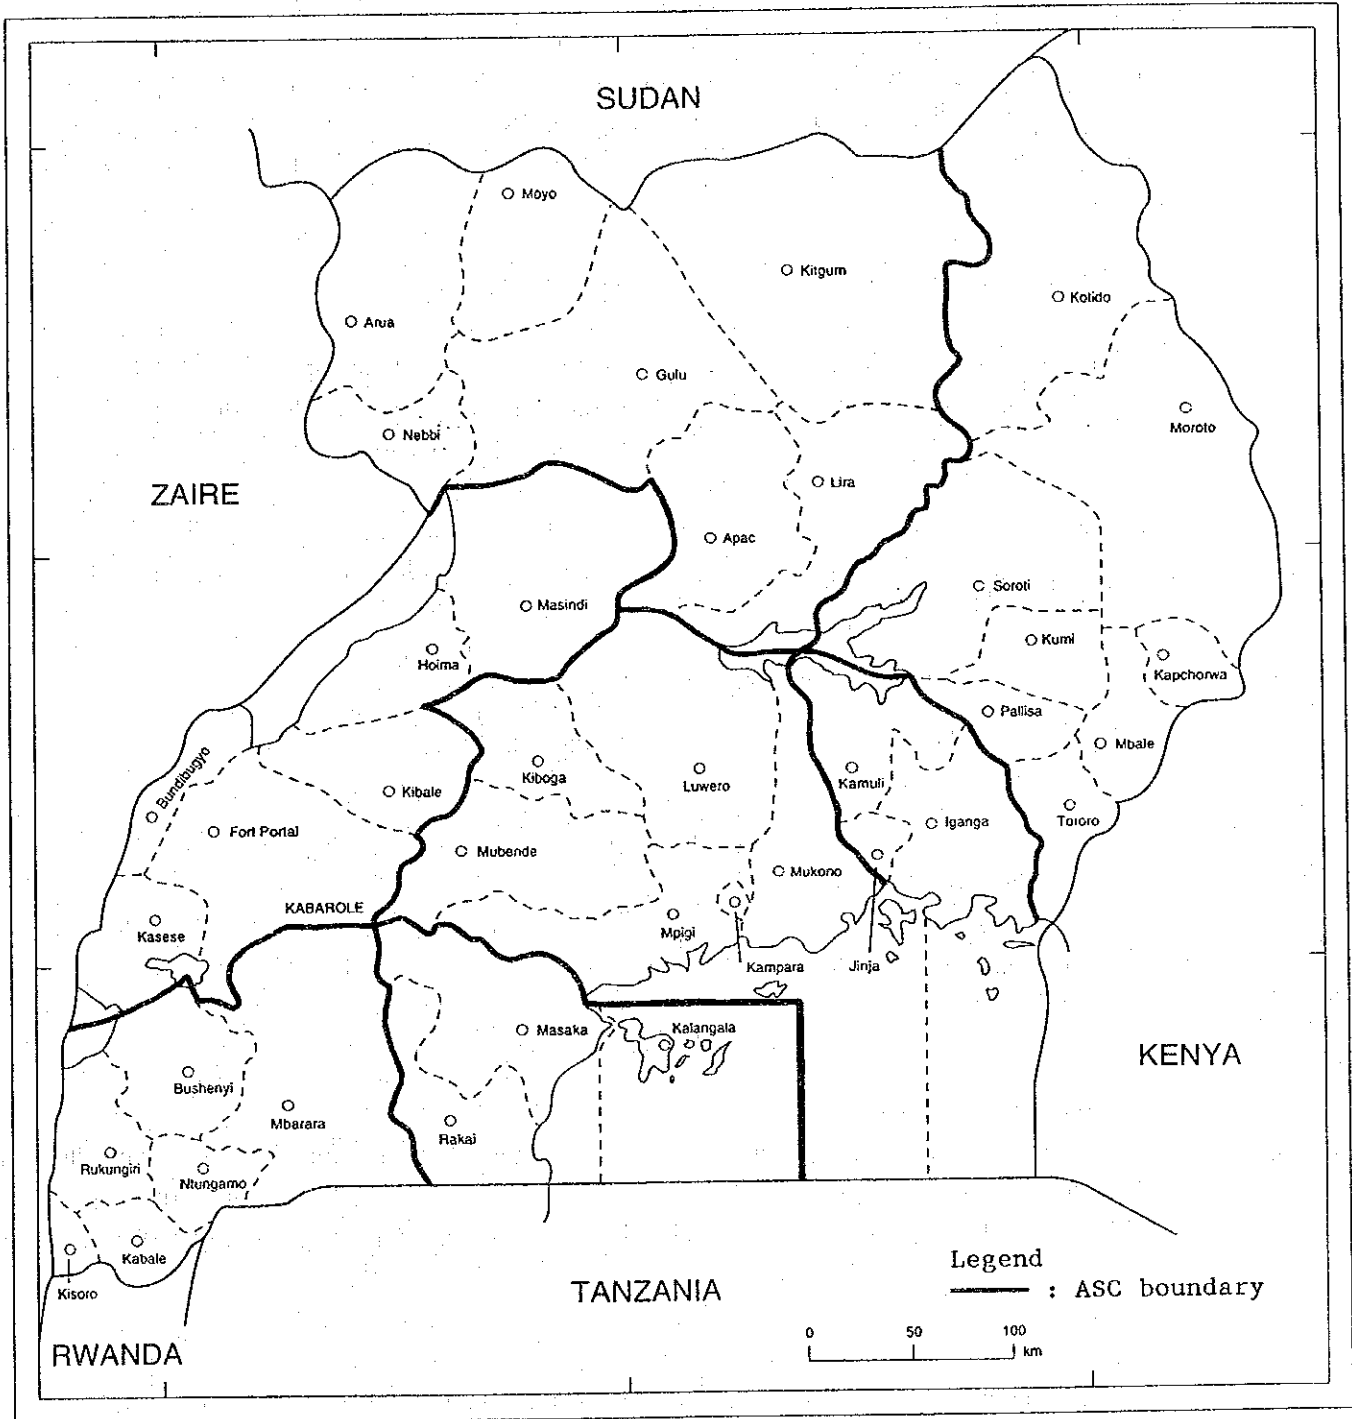 SUDAN
Moyo
Kitgum
Kotido
Arua
Gulu
Moroto
Nebbi
ZAIRE
Lira
Apac
Soroti
Masindi
Kumi
Hoima
Kapchorwa
Pallisa
Mbale
Bundibugyo
Kiboga
Luwero
Kamuli
Kibale
Fort Portal
Iganga
Tororo
Mubende
Mukono
KABAROLE
Kasese
Mpigi
Kampara
Jinja
Masaka
Kalangala
KENYA
Bushenyi
Mbarara
Rakai
Rukungiri
Ntungamo
Kabale
Kisoro
Legend
: ASC boundary
TANZANIA
0 50 100
km
RWANDA